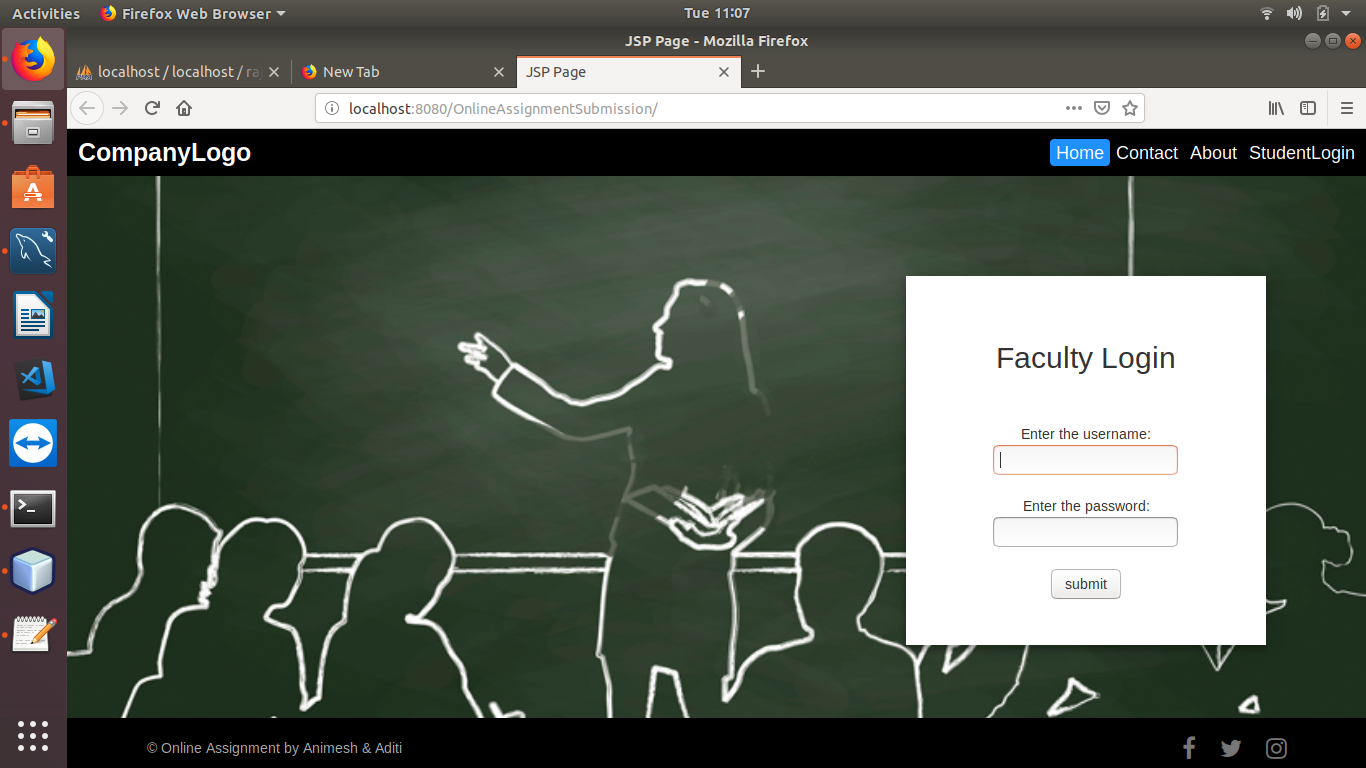 Activities Firefox Web Browser Tue 11:07
JSP Page - Mozilla Firefox
localhost / localhost / ra New Tab JSP Page
localhost:8080/OnlineAssignmentSubmission/
CompanyLogo Home Contact About StudentLogin
Faculty Login
Enter the username:
Enter the password:
submit
© Online Assignment by Animesh & Aditi